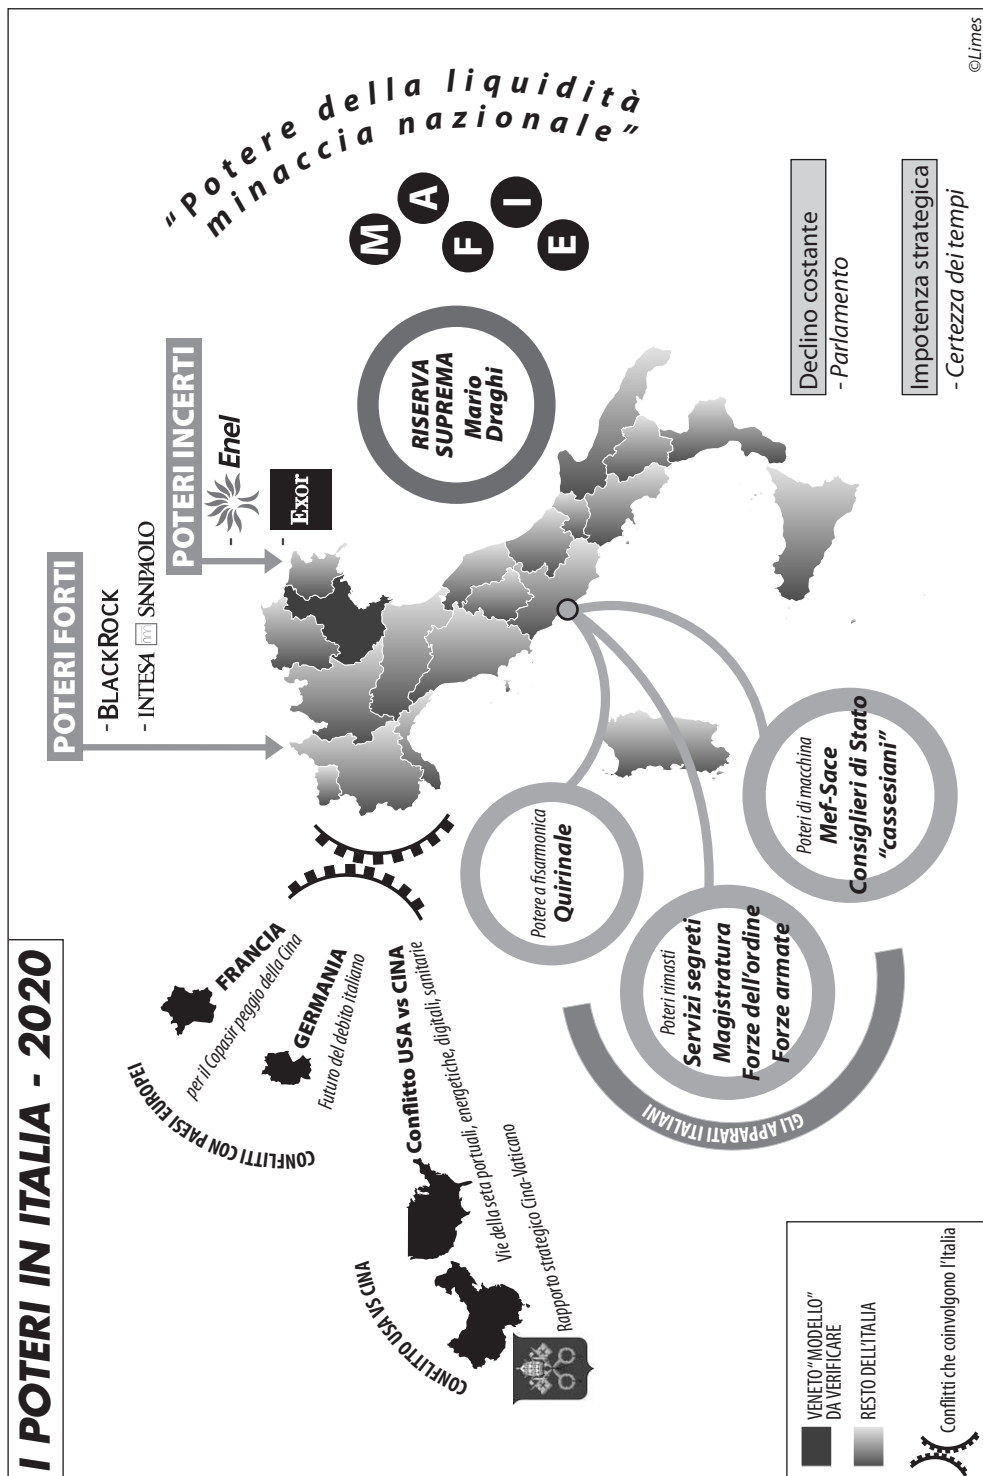 I POTERI IN ITALIA - 2020
POTERI FORTI
- BLACKROCK
- INTESA SANPAOLO
POTERI INCERTI
- Enel
- EXOR
"Potere della liquidità
minaccia nazionale"
M
A
F
I
E
RISERVA
SUPREMA
Mario
Draghi
CONFLITTI CON PAESI EUROPEI
FRANCIA
per il Copasir peggio della Cina
GERMANIA
Futuro del debito italiano
CONFLITTO USA VS CINA
Conflitto USA vs CINA
Vie della seta portuali, energetiche, digitali, sanitarie
Rapporto strategico Cina-Vaticano
Potere a fisarmonica
Quirinale
Poteri rimasti
Servizi segreti
Magistratura
Forze dell'ordine
Forze armate
GLI APPARATI ITALIANI
Poteri di macchina
Mef-Sace
Consiglieri di Stato
"cassesiani"
Declino costante
- Parlamento
Impotenza strategica
- Certezza dei tempi
VENETO "MODELLO"
DA VERIFICARE
RESTO DELL'ITALIA
Conflitti che coinvolgono l'Italia
©Limes